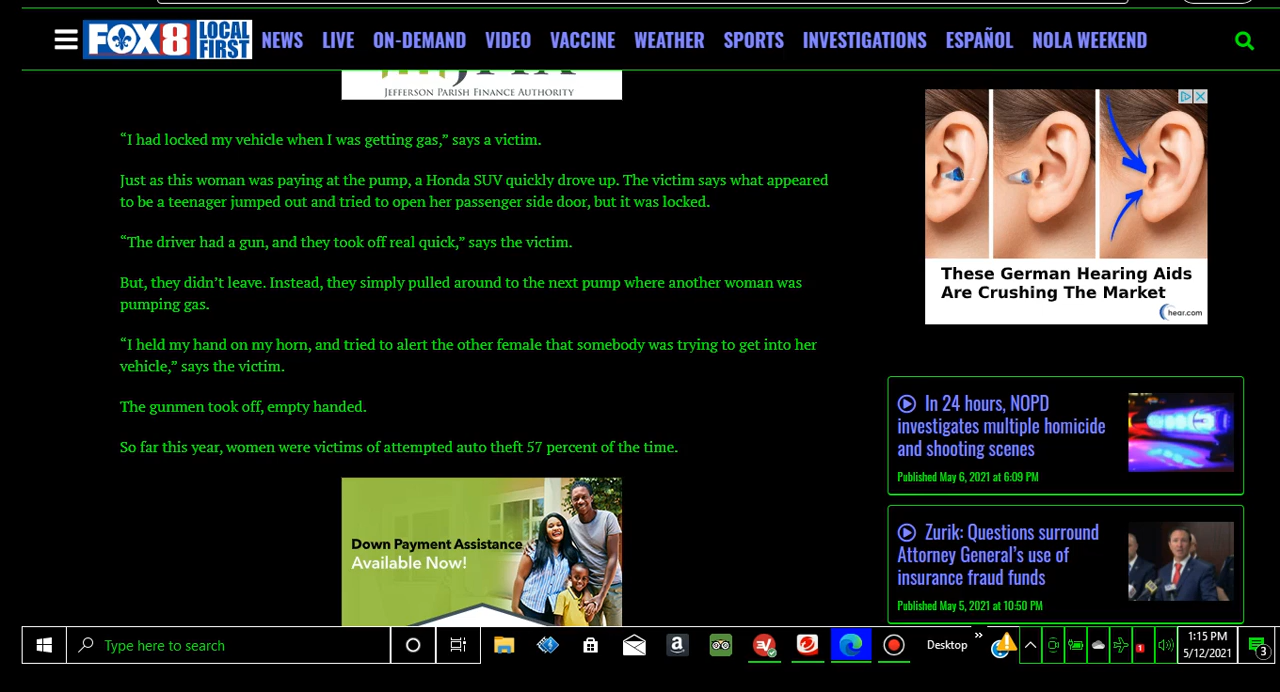 FOX 8 LOCAL FIRST NEWS LIVE ON-DEMAND VIDEO VACCINE WEATHER SPORTS INVESTIGATIONS ESPAÑOL NOLA WEEKEND
JEFFERSON PARISH FINANCE AUTHORITY
“I had locked my vehicle when I was getting gas,” says a victim.
Just as this woman was paying at the pump, a Honda SUV quickly drove up. The victim says what appeared
to be a teenager jumped out and tried to open her passenger side door, but it was locked.
“The driver had a gun, and they took off real quick,” says the victim.
But, they didn’t leave. Instead, they simply pulled around to the next pump where another woman was
pumping gas.
“I held my hand on my horn, and tried to alert the other female that somebody was trying to get into her
vehicle,” says the victim.
The gunmen took off, empty handed.
So far this year, women were victims of attempted auto theft 57 percent of the time.
Down Payment Assistance
Available Now!
These German Hearing Aids
Are Crushing The Market
hear.com
In 24 hours, NOPD
investigates multiple homicide
and shooting scenes
Published May 6, 2021 at 6:09 PM
Zurik: Questions surround
Attorney General’s use of
insurance fraud funds
Published May 5, 2021 at 10:50 PM
Type here to search
Desktop
1
1:15 PM
5/12/2021
3